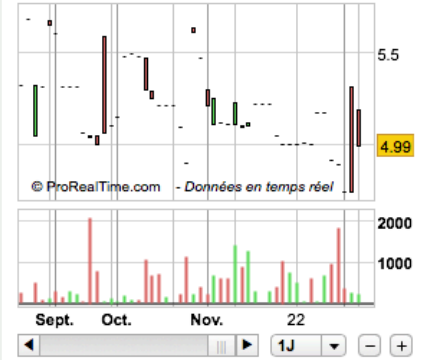 5.5
4.99
© ProRealTime.com - Données en temps réel
2000
1000
Sept. Oct. Nov. 22
1J